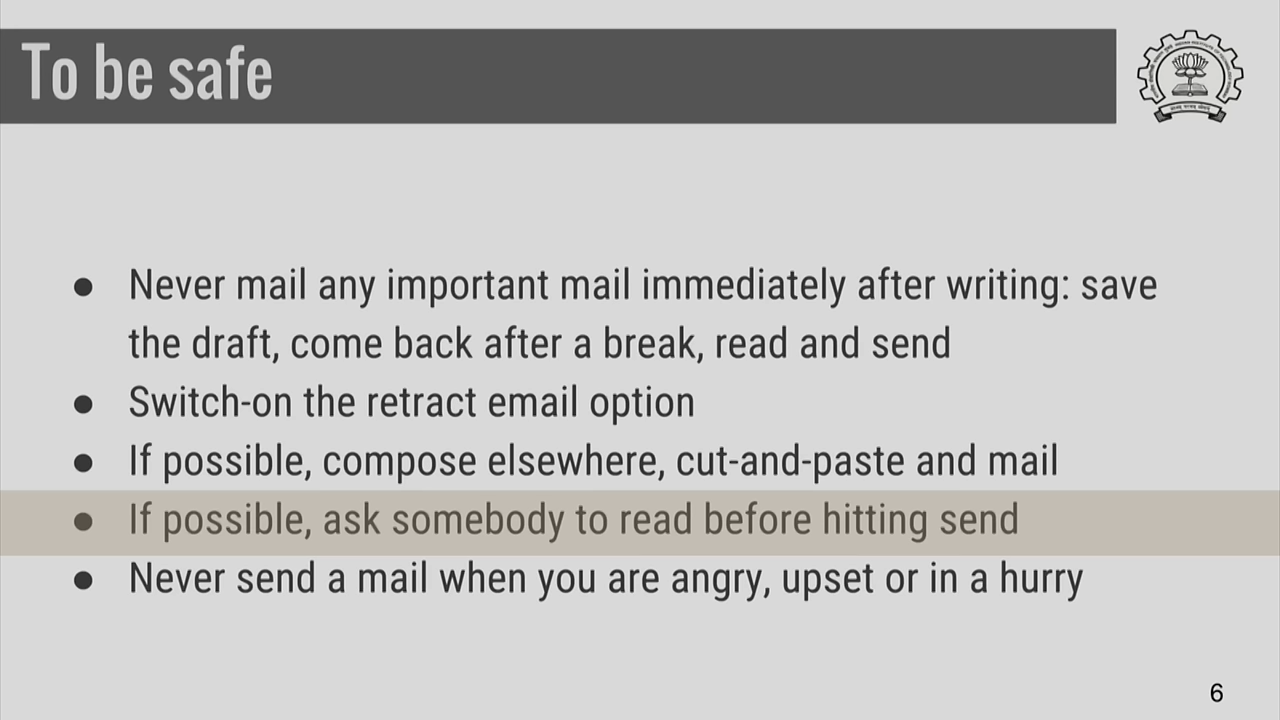 To be safe
● Never mail any important mail immediately after writing: save
the draft, come back after a break, read and send
● Switch-on the retract email option
● If possible, compose elsewhere, cut-and-paste and mail
● If possible, ask somebody to read before hitting send
● Never send a mail when you are angry, upset or in a hurry
6